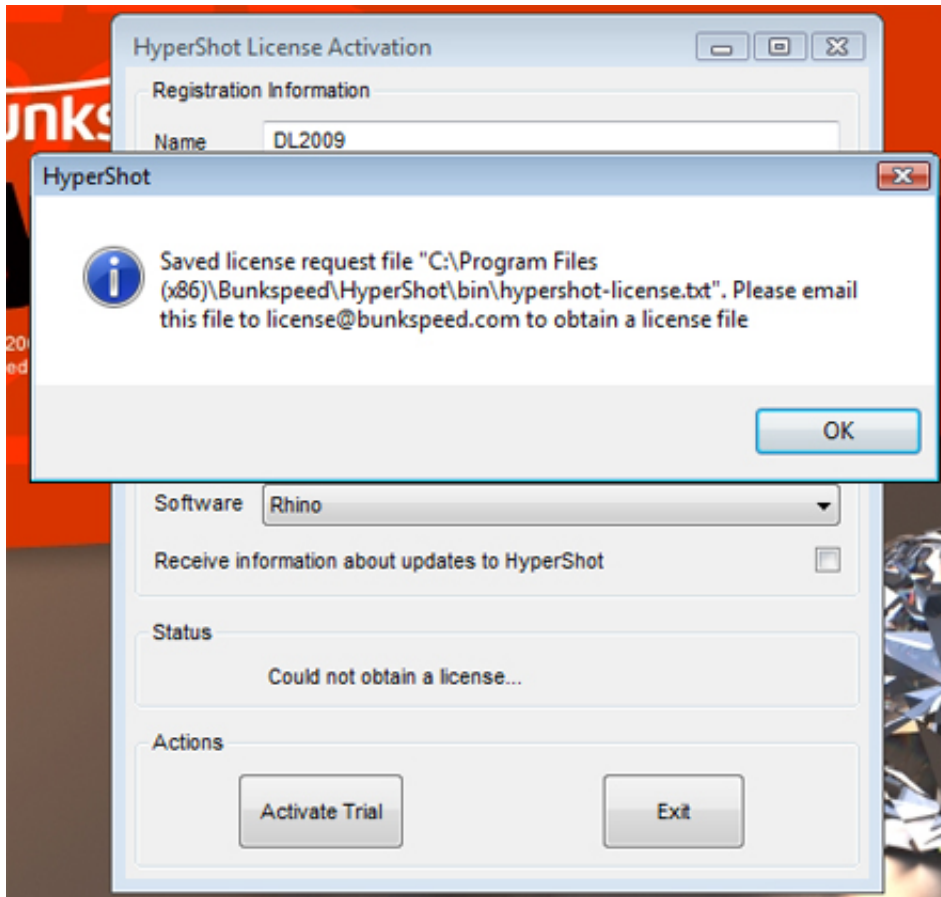 HyperShot License Activation
Registration Information
Name DL2009
HyperShot
Saved license request file "C:\Program Files
(x86)\Bunkspeed\HyperShot\bin\hypershot-license.txt". Please email
this file to license@bunkspeed.com to obtain a license file
OK
Software Rhino
Receive information about updates to HyperShot
Status
Could not obtain a license...
Actions
Activate Trial Exit